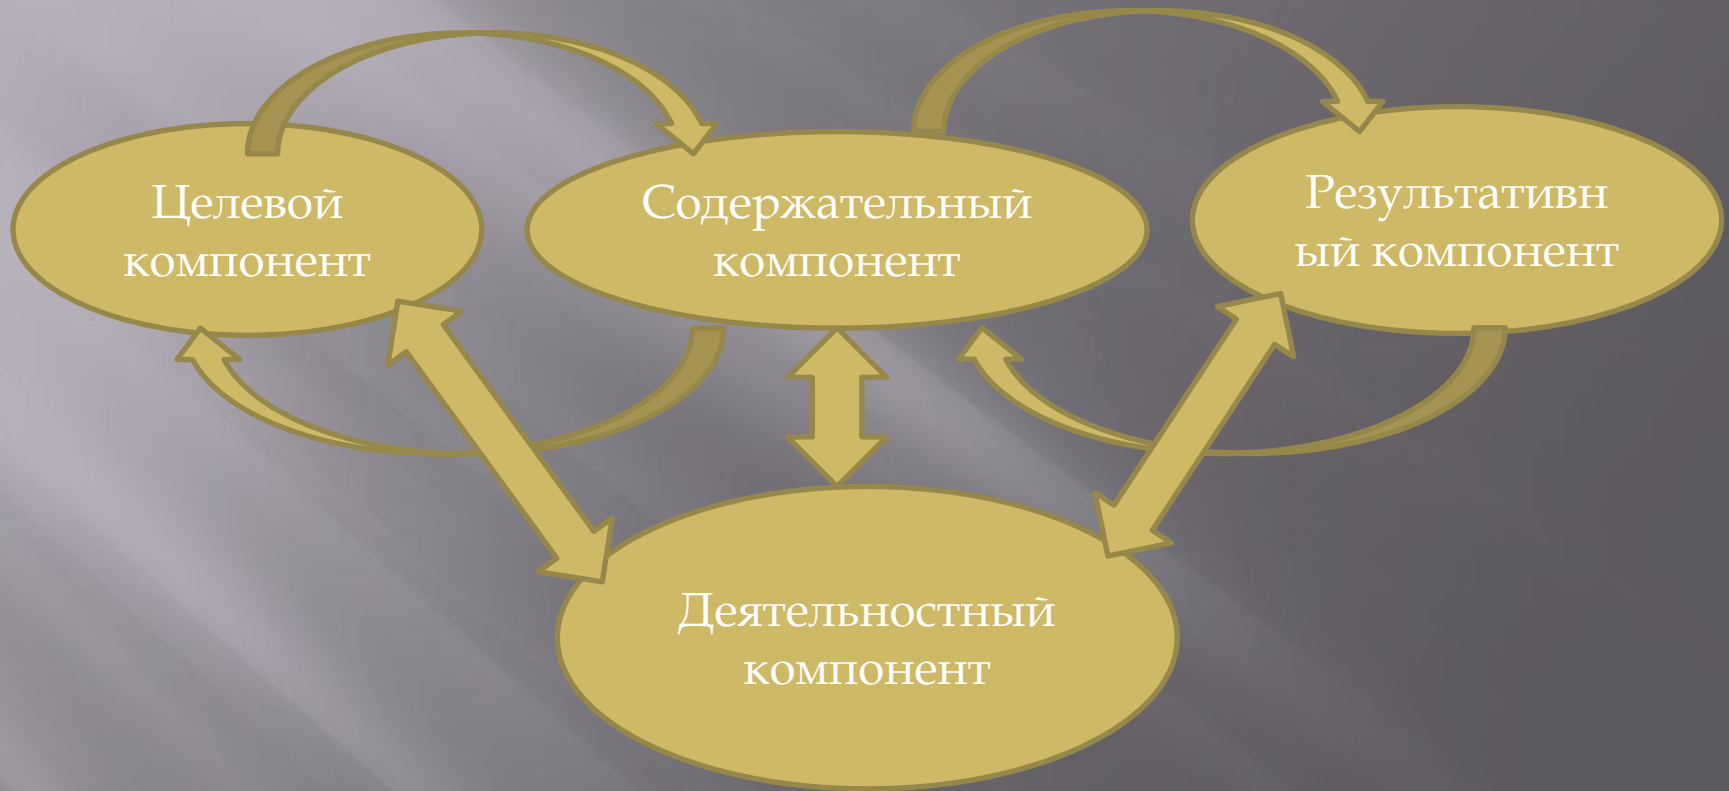 Целевой
компонент
Содержательный
компонент
Результативн
ый компонент
Деятельностный
компонент